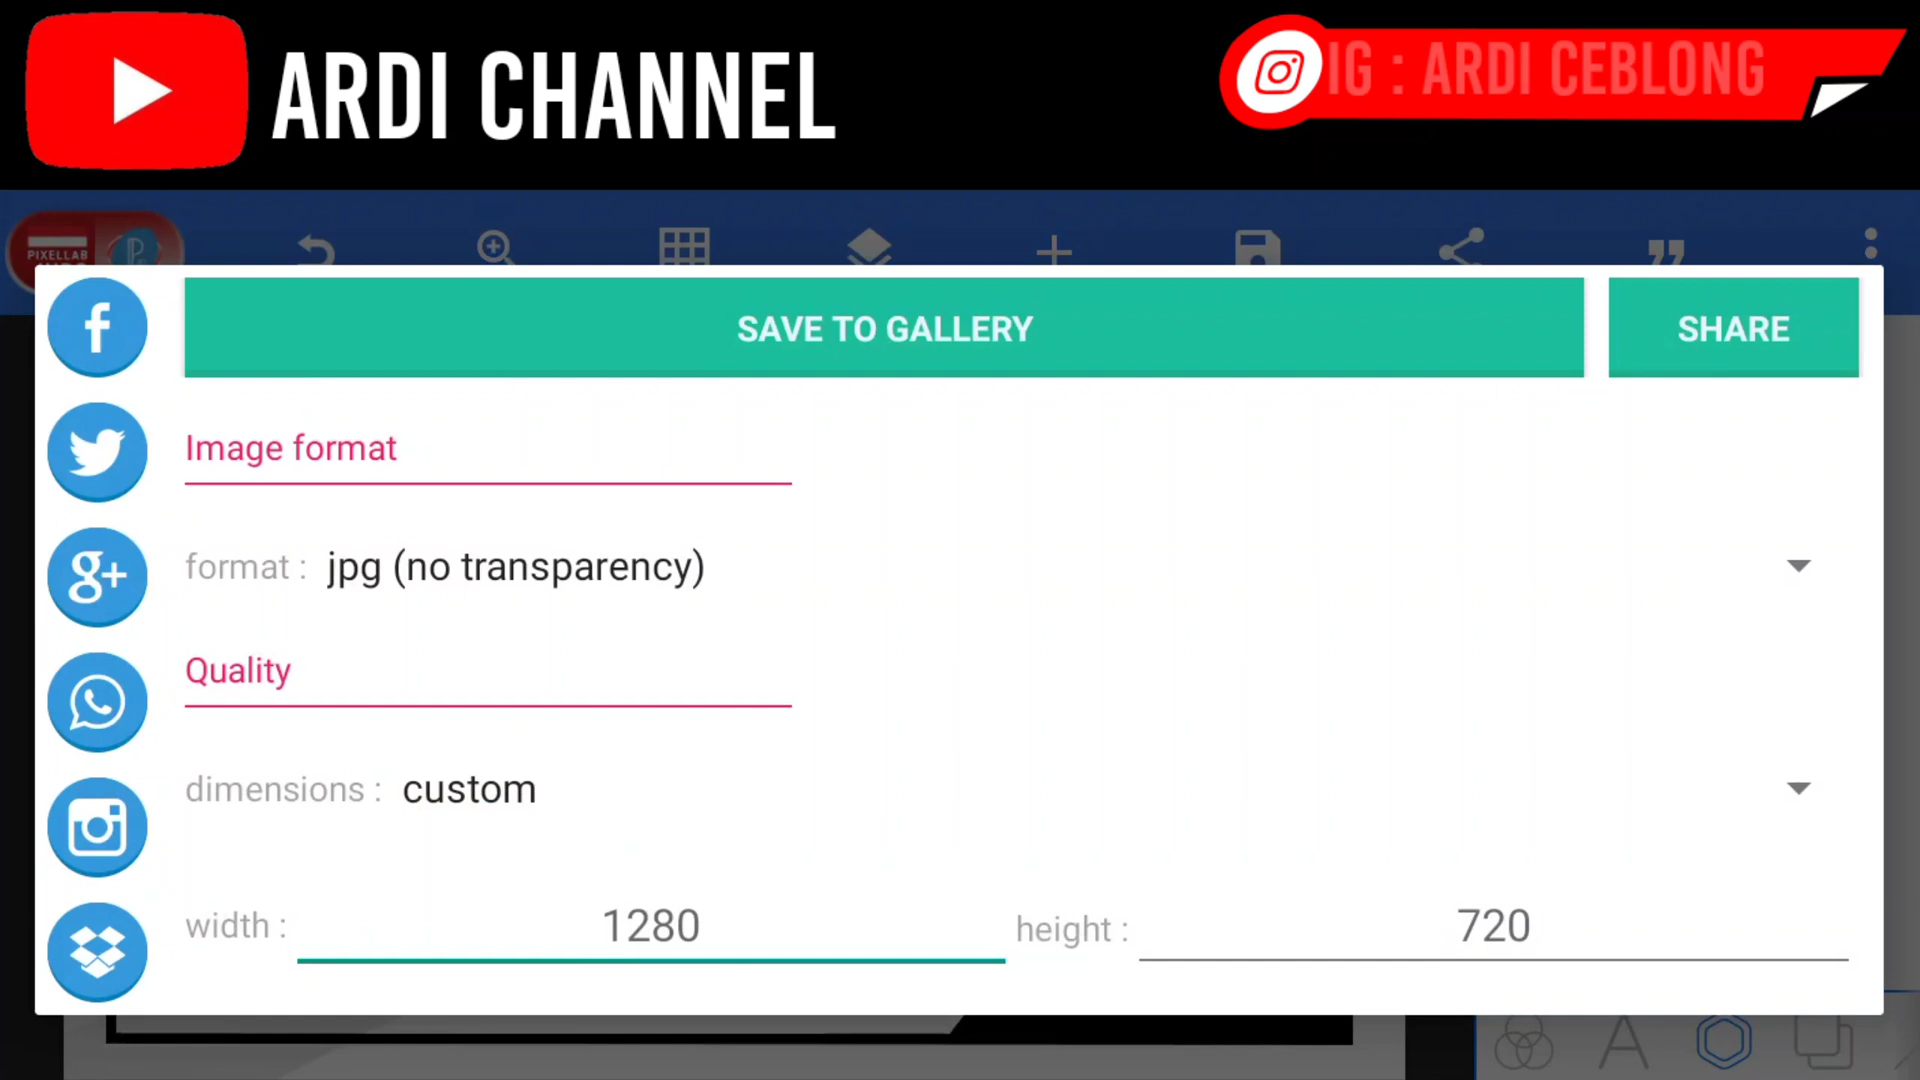 ARDI CHANNEL
IG : ARDI CEBLONG
PIXELLAB
SAVE TO GALLERY
SHARE
Image format
format : jpg (no transparency)
Quality
dimensions : custom
width : 1280 height : 720